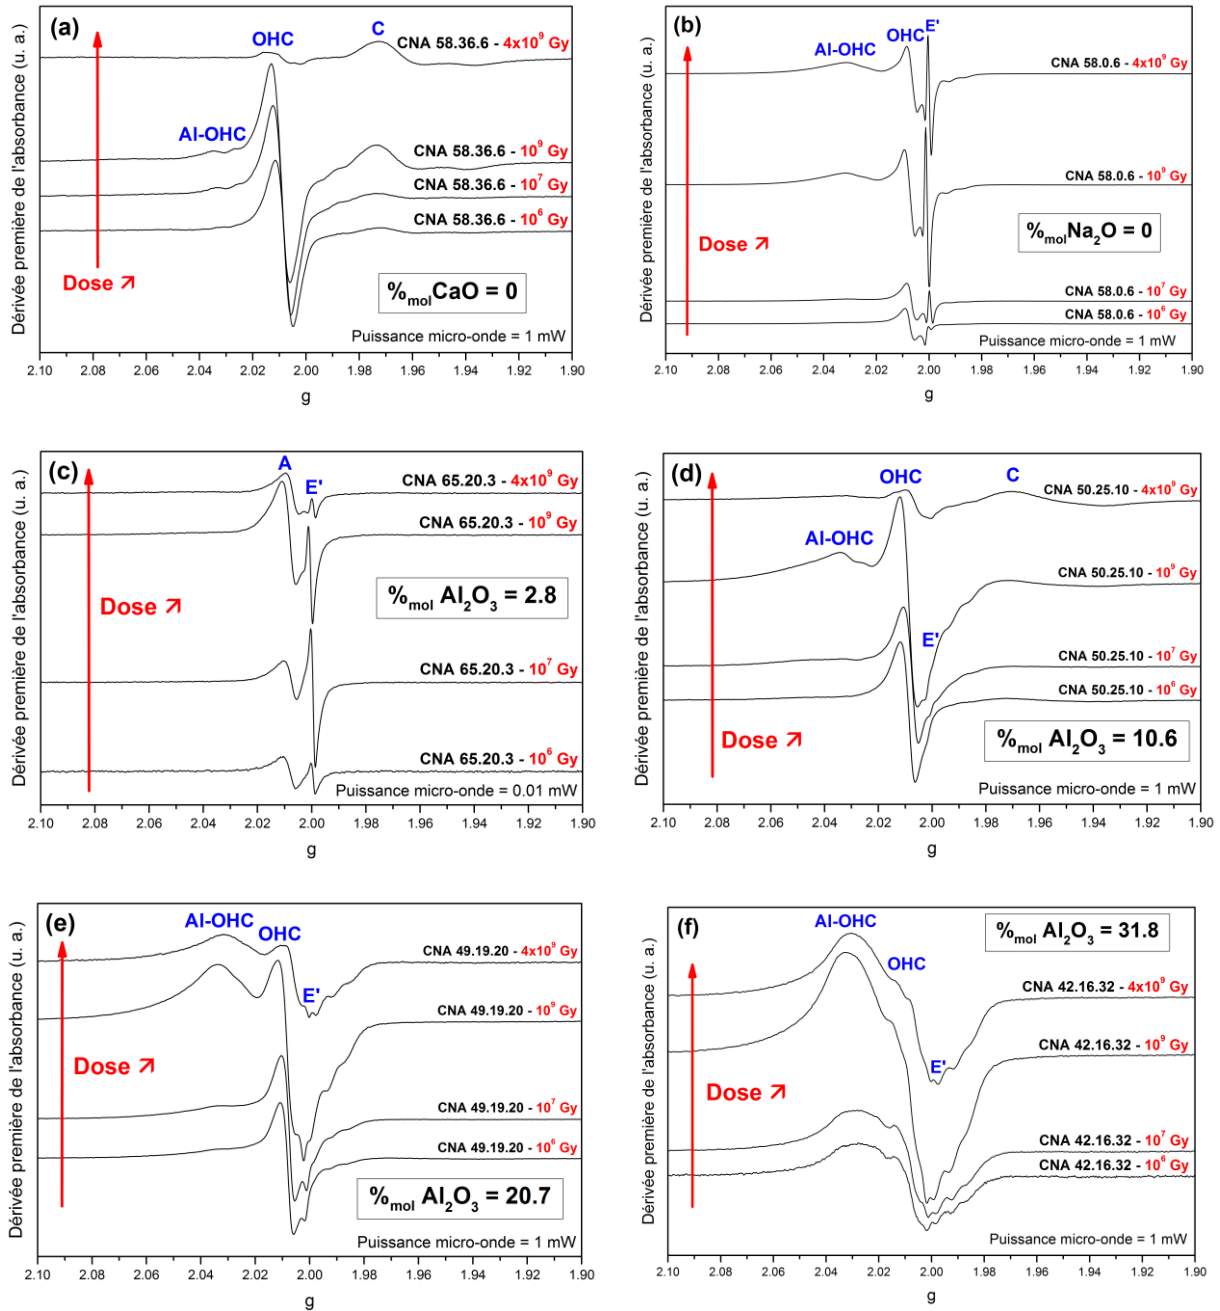 (a)
OHC
C
CNA 58.36.6 - 4x10⁹ Gy
Al-OHC
CNA 58.36.6 - 10⁹ Gy
CNA 58.36.6 - 10⁷ Gy
CNA 58.36.6 - 10⁶ Gy
Dose ↗
%molCaO = 0
Puissance micro-onde = 1 mW
Dérivée première de l'absorbance (u. a.)
2.10 2.08 2.06 2.04 2.02 2.00 1.98 1.96 1.94 1.92 1.90
g
(b)
OHC E'
Al-OHC
CNA 58.0.6 - 4x10⁹ Gy
CNA 58.0.6 - 10⁹ Gy
%molNa₂O = 0
Dose ↗
CNA 58.0.6 - 10⁷ Gy
CNA 58.0.6 - 10⁶ Gy
Puissance micro-onde = 1 mW
Dérivée première de l'absorbance (u. a.)
2.10 2.08 2.06 2.04 2.02 2.00 1.98 1.96 1.94 1.92 1.90
g
(c)
A
E'
CNA 65.20.3 - 4x10⁹ Gy
CNA 65.20.3 - 10⁹ Gy
%mol Al₂O₃ = 2.8
Dose ↗
CNA 65.20.3 - 10⁷ Gy
CNA 65.20.3 - 10⁶ Gy
Puissance micro-onde = 0.01 mW
Dérivée première de l'absorbance (u. a.)
2.10 2.08 2.06 2.04 2.02 2.00 1.98 1.96 1.94 1.92 1.90
g
(d)
OHC
C
CNA 50.25.10 - 4x10⁹ Gy
Al-OHC
CNA 50.25.10 - 10⁹ Gy
E'
CNA 50.25.10 - 10⁷ Gy
CNA 50.25.10 - 10⁶ Gy
Dose ↗
%mol Al₂O₃ = 10.6
Puissance micro-onde = 1 mW
Dérivée première de l'absorbance (u. a.)
2.10 2.08 2.06 2.04 2.02 2.00 1.98 1.96 1.94 1.92 1.90
g
(e)
Al-OHC
OHC
CNA 49.19.20 - 4x10⁹ Gy
E'
CNA 49.19.20 - 10⁹ Gy
Dose ↗
CNA 49.19.20 - 10⁷ Gy
CNA 49.19.20 - 10⁶ Gy
%mol Al₂O₃ = 20.7
Puissance micro-onde = 1 mW
Dérivée première de l'absorbance (u. a.)
2.10 2.08 2.06 2.04 2.02 2.00 1.98 1.96 1.94 1.92 1.90
g
(f)
Al-OHC
%mol Al₂O₃ = 31.8
OHC
CNA 42.16.32 - 4x10⁹ Gy
CNA 42.16.32 - 10⁹ Gy
E'
Dose ↗
CNA 42.16.32 - 10⁷ Gy
CNA 42.16.32 - 10⁶ Gy
Puissance micro-onde = 1 mW
Dérivée première de l'absorbance (u. a.)
2.10 2.08 2.06 2.04 2.02 2.00 1.98 1.96 1.94 1.92 1.90
g